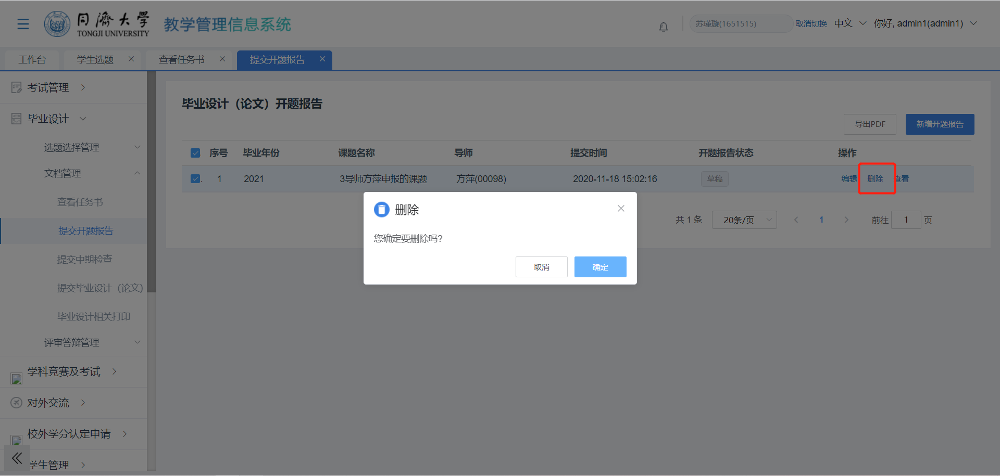 同濟大学
TONGJI UNIVERSITY
教学管理信息系统
苏瑾璇(1651515)
取消切换
中文
你好, admin1(admin1)
工作台
学生选题
查看任务书
提交开题报告
考试管理
毕业设计
选题选择管理
文档管理
查看任务书
提交开题报告
提交中期检查
提交毕业设计（论文）
毕业设计相关打印
评审答辩管理
学科竞赛及考试
对外交流
校外学分认定申请
学生管理
毕业设计（论文）开题报告
导出PDF
新增开题报告
序号 毕业年份 课题名称 导师 提交时间 开题报告状态 操作
1 2021 3导师方萍申报的课题 方萍(00098) 2020-11-18 15:02:16 草稿 编辑 删除 查看
共 1 条 20条/页 1 前往 1 页
删除
您确定要删除吗?
取消
确定